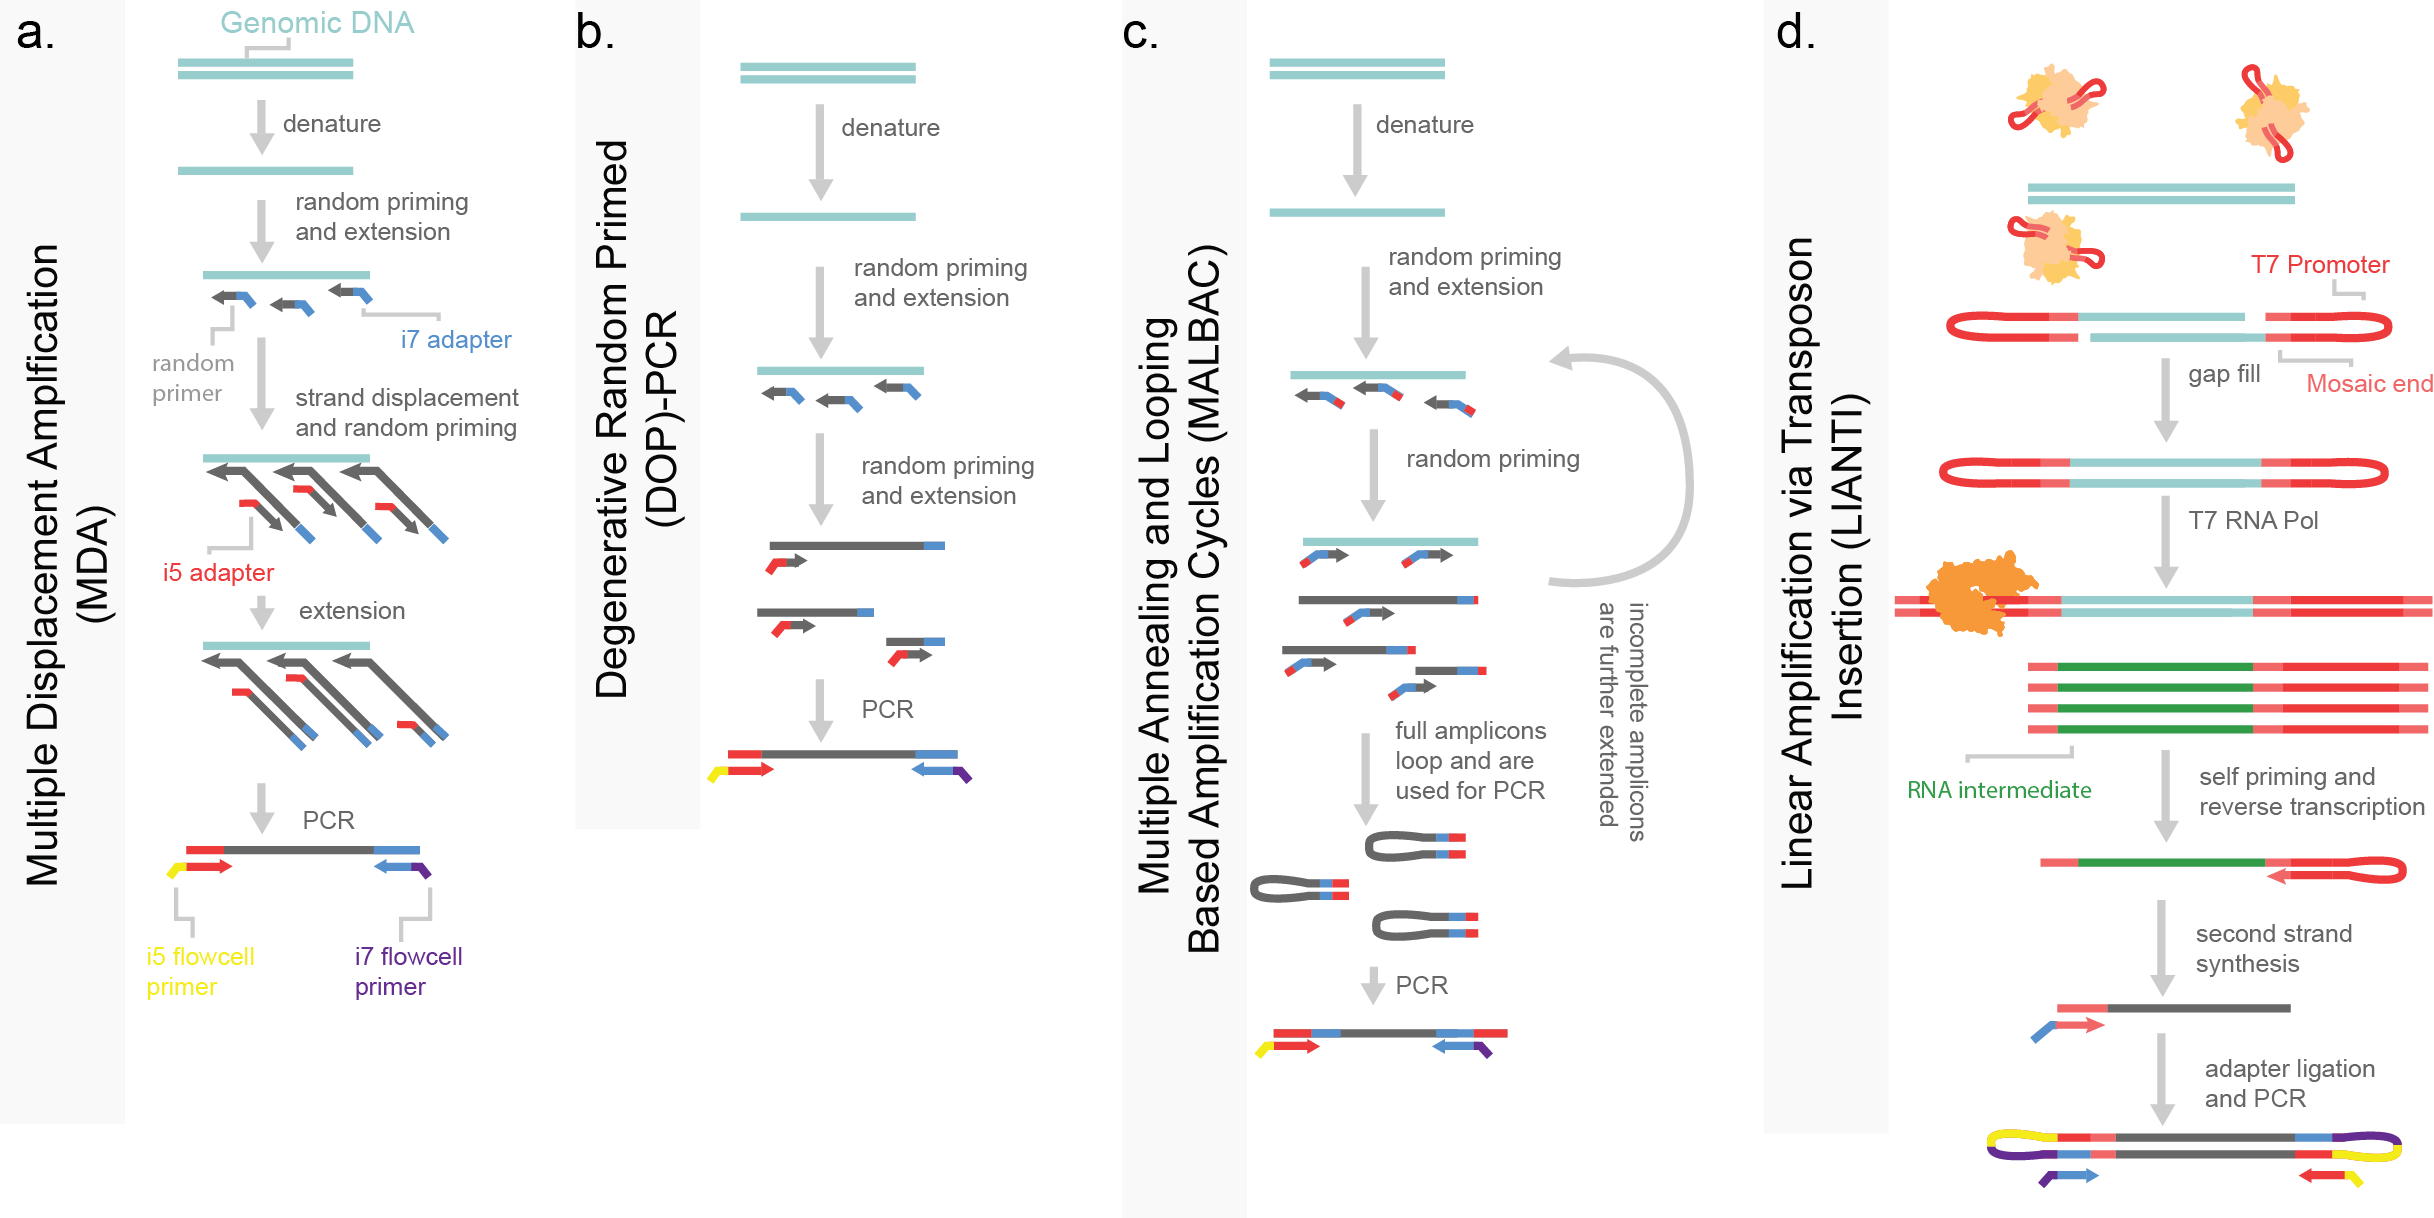 a.
Multiple Displacement Amplification
(MDA)
Genomic DNA
denature
random priming
and extension
i7 adapter
random
primer
strand displacement
and random priming
i5 adapter
extension
PCR
i5 flowcell
primer
i7 flowcell
primer
b.
Degenerative Random Primed
(DOP)-PCR
denature
random priming
and extension
random priming
and extension
PCR
c.
Multiple Annealing and Looping
Based Amplification Cycles (MALBAC)
denature
random priming
and extension
random priming
incomplete amplicons
are further extended
full amplicons
loop and are
used for PCR
PCR
d.
Linear Amplification via Transposon
Insertion (LIANTI)
T7 Promoter
Mosaic end
gap fill
T7 RNA Pol
RNA intermediate
self priming and
reverse transcription
second strand
synthesis
adapter ligation
and PCR